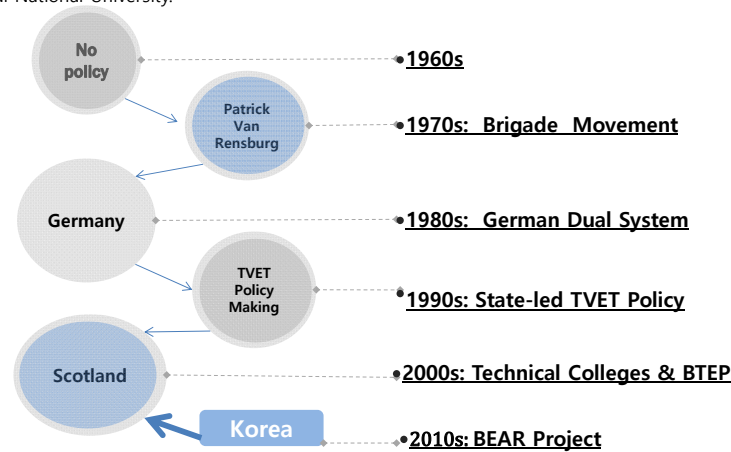 No
policy
1960s
Patrick
Van
Rensburg
1970s: Brigade Movement
Germany
1980s: German Dual System
TVET
Policy
Making
1990s: State-led TVET Policy
Scotland
2000s: Technical Colleges & BTEP
Korea
2010s: BEAR Project